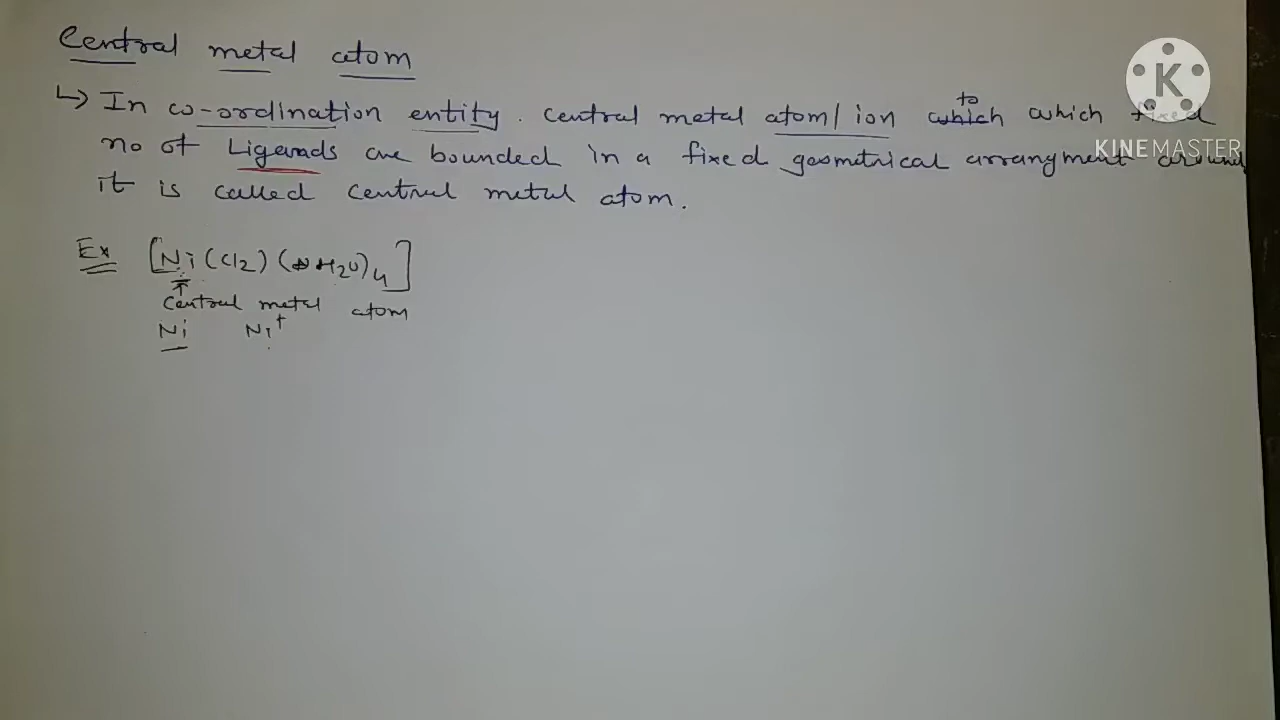 Central metal atom
↳ In co-ordination entity. Central metal atom/ion to which which fixed
no of Ligands are bounded in a fixed geometrical arrangment around
it is called central metal atom.
Ex [Ni(Cl2)(H2O)4]
Central metal atom
Ni Ni+
K
KINEMASTER